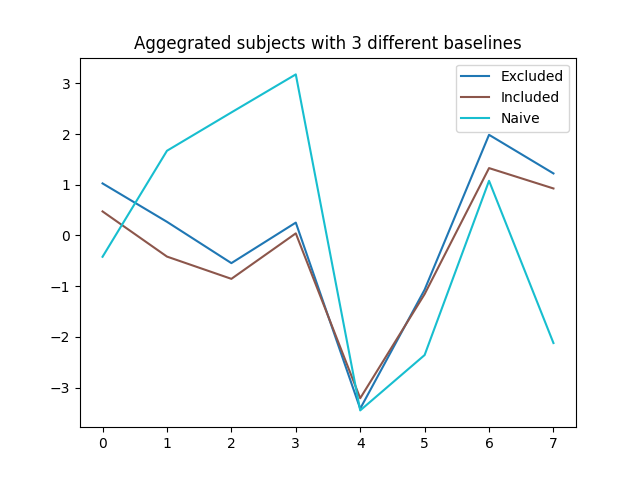 Aggegrated subjects with 3 different baselines
Excluded
Included
Naive
3
2
1
0
−1
−2
−3
0 1 2 3 4 5 6 7